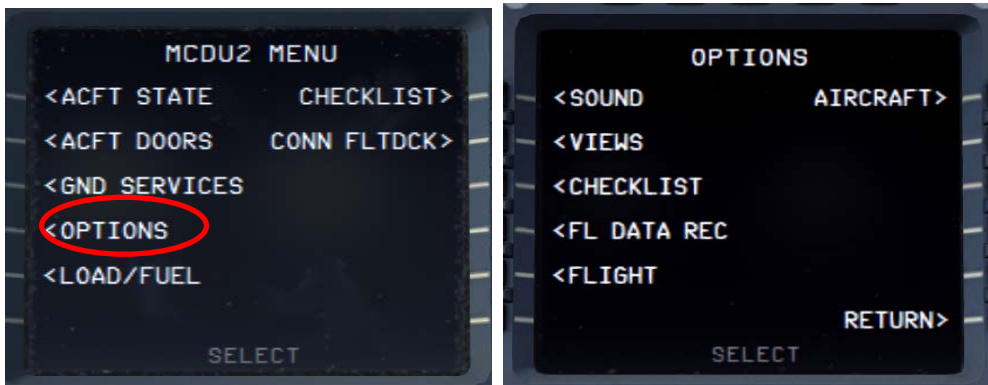 MCDU2 MENU
<ACFT STATE CHECKLIST>
<ACFT DOORS CONN FLTDCK>
<GND SERVICES
<OPTIONS
<LOAD/FUEL
SELECT
OPTIONS
<SOUND AIRCRAFT>
<VIEWS
<CHECKLIST
<FL DATA REC
<FLIGHT
RETURN>
SELECT